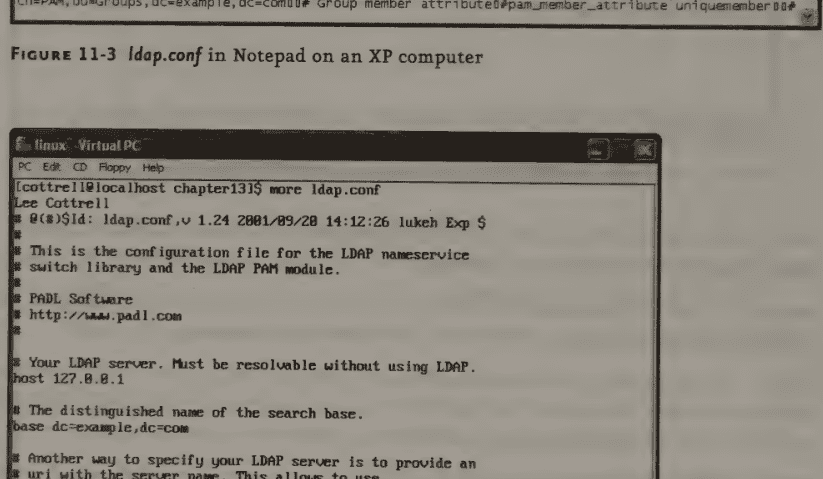 cn=PAM,ou=Groups,dc=example,dc=com▯▯# Group member attribute▯#pam_member_attribute uniquemember▯▯#
FIGURE 11-3 ldap.conf in Notepad on an XP computer
linux - Virtual PC
PC Edit CD Floppy Help
[cottrell@localhost chapter13]$ more ldap.conf
Lee Cottrell
# @(#)$Id: ldap.conf,v 1.24 2001/09/20 14:12:26 lukeh Exp $
#
# This is the configuration file for the LDAP nameservice
# switch library and the LDAP PAM module.
#
# PADL Software
# http://www.padl.com
#
# Your LDAP server. Must be resolvable without using LDAP.
host 127.0.0.1
# The distinguished name of the search base.
base dc=example,dc=com
# Another way to specify your LDAP server is to provide an
# uri with the server name. This allows to use